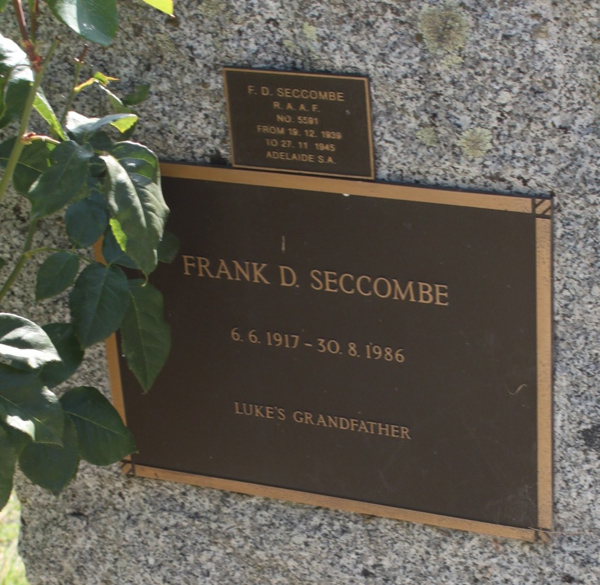 F. D. SECCOMBE
R. A. A. F.
NO. 5591
FROM 19. 12. 1939
TO 27. 11 1945
ADELAIDE S.A.
FRANK D. SECCOMBE
6. 6. 1917 – 30. 8. 1986
LUKE'S GRANDFATHER